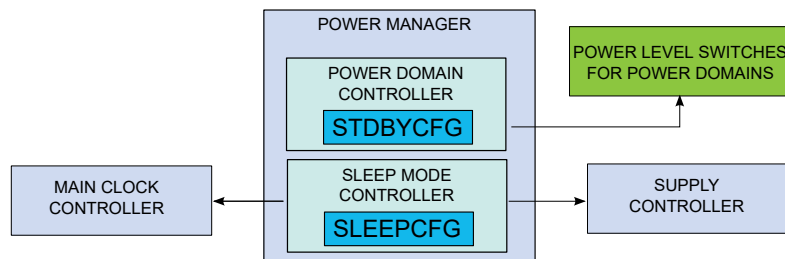 POWER MANAGER
POWER DOMAIN
CONTROLLER
STDBYCFG
POWER LEVEL SWITCHES
FOR POWER DOMAINS
MAIN CLOCK
CONTROLLER
SLEEP MODE
CONTROLLER
SLEEPCFG
SUPPLY
CONTROLLER